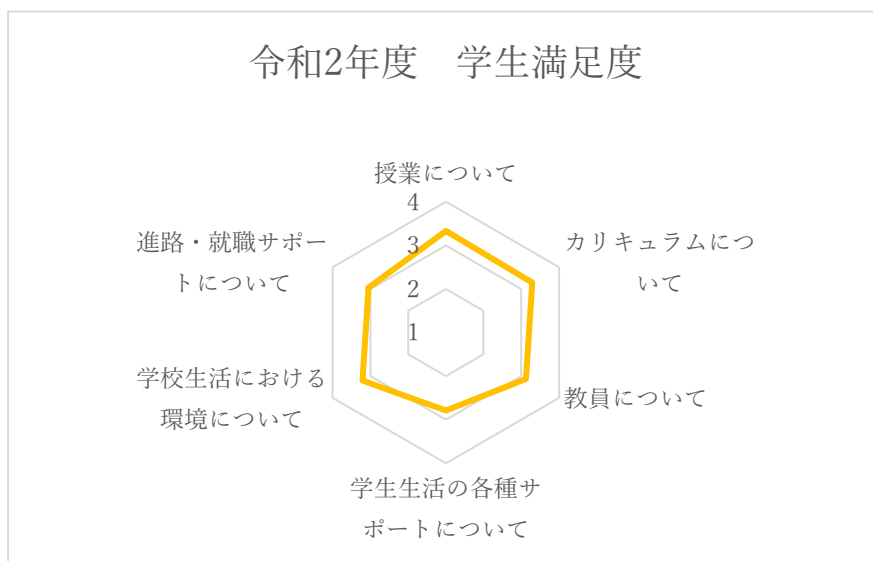 令和2年度　学生満足度
授業について
4
3
2
1
カリキュラムにつ
いて
教員について
学生生活の各種サ
ポートについて
学校生活における
環境について
進路・就職サポー
トについて